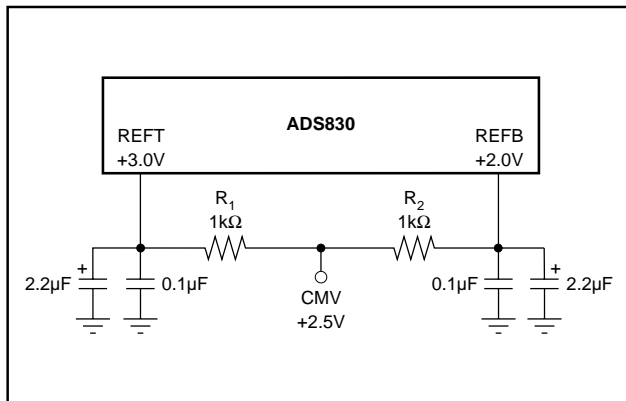 ADS830
REFT
+3.0V
REFB
+2.0V
R1
1kΩ
R2
1kΩ
+
2.2µF
0.1µF
CMV
+2.5V
0.1µF
+
2.2µF